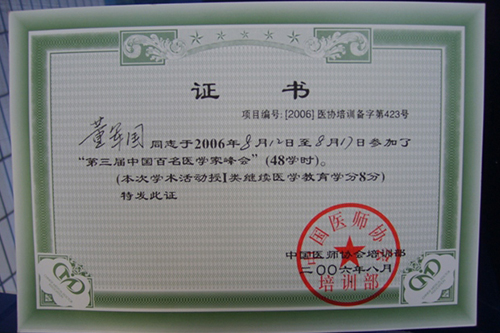 证 书
项目编号: [2006] 医协培训备字第423号
董军国 同志于2006年8月12日至8月17日参加了
“第三届中国百名医学家峰会”(48学时)。
(本次学术活动授I类继续医学教育学分8分)
特发此证
中国医师协会培训部
二〇〇六年八月
中国医师协会
培训部